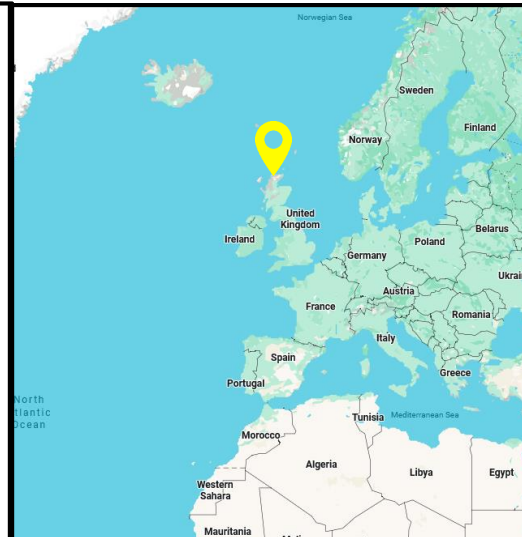 Norwegian Sea
Sweden
Finland
Norway
United
Kingdom
Ireland
Belarus
Poland
Germany
Ukrain
Austria
France
Romania
Italy
Spain
Greece
Portugal
North
tlantic
Ocean
Tunisia
Mediterranean Sea
Morocco
Algeria
Libya
Egypt
Western
Sahara
Mauritania